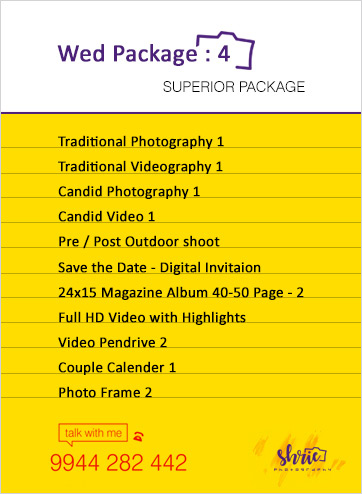 Wed Package : 4
SUPERIOR PACKAGE
Traditional Photography 1
Traditional Videography 1
Candid Photography 1
Candid Video 1
Pre / Post Outdoor shoot
Save the Date - Digital Invitaion
24x15 Magazine Album 40-50 Page - 2
Full HD Video with Highlights
Video Pendrive 2
Couple Calender 1
Photo Frame 2
talk with me
9944 282 442
Shrie
PHOTOGRAPHY